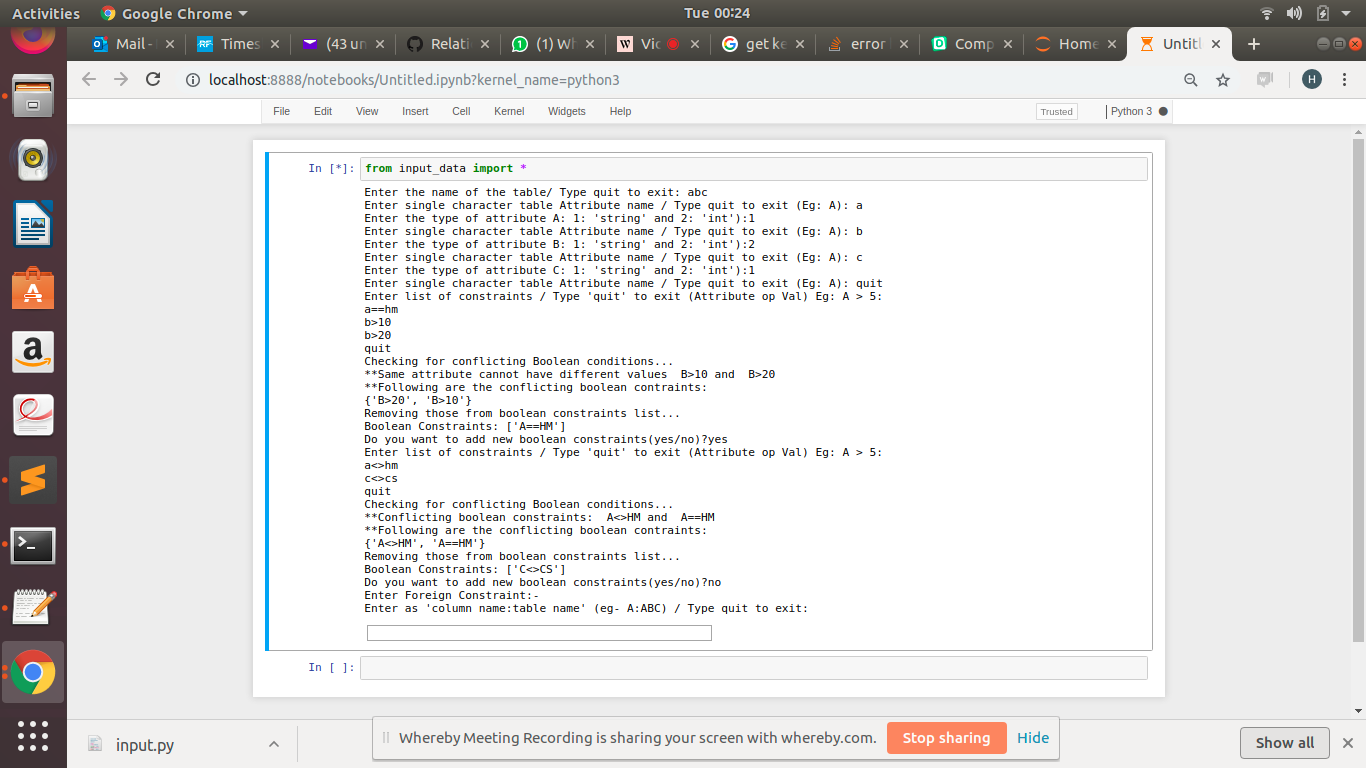 Activities Google Chrome Tue 00:24
Mail - Times (43 un Relati (1) Wh Vic get ke error Comp Home Untitl
localhost:8888/notebooks/Untitled.ipynb?kernel_name=python3 H
File Edit View Insert Cell Kernel Widgets Help Trusted Python 3
In [*]: from input_data import *
Enter the name of the table/ Type quit to exit: abc
Enter single character table Attribute name / Type quit to exit (Eg: A): a
Enter the type of attribute A: 1: 'string' and 2: 'int'):1
Enter single character table Attribute name / Type quit to exit (Eg: A): b
Enter the type of attribute B: 1: 'string' and 2: 'int'):2
Enter single character table Attribute name / Type quit to exit (Eg: A): c
Enter the type of attribute C: 1: 'string' and 2: 'int'):1
Enter single character table Attribute name / Type quit to exit (Eg: A): quit
Enter list of constraints / Type 'quit' to exit (Attribute op Val) Eg: A > 5:
a==hm
b>10
b>20
quit
Checking for conflicting Boolean conditions...
**Same attribute cannot have different values  B>10 and  B>20
**Following are the conflicting boolean contraints:
{'B>20', 'B>10'}
Removing those from boolean constraints list...
Boolean Constraints: ['A==HM']
Do you want to add new boolean constraints(yes/no)?yes
Enter list of constraints / Type 'quit' to exit (Attribute op Val) Eg: A > 5:
a<>hm
c<>cs
quit
Checking for conflicting Boolean conditions...
**Conflicting boolean constraints:  A<>HM and  A==HM
**Following are the conflicting boolean contraints:
{'A<>HM', 'A==HM'}
Removing those from boolean constraints list...
Boolean Constraints: ['C<>CS']
Do you want to add new boolean constraints(yes/no)?no
Enter Foreign Constraint:-
Enter as 'column name:table name' (eg- A:ABC) / Type quit to exit:
In [ ]:
input.py Whereby Meeting Recording is sharing your screen with whereby.com. Stop sharing Hide Show all